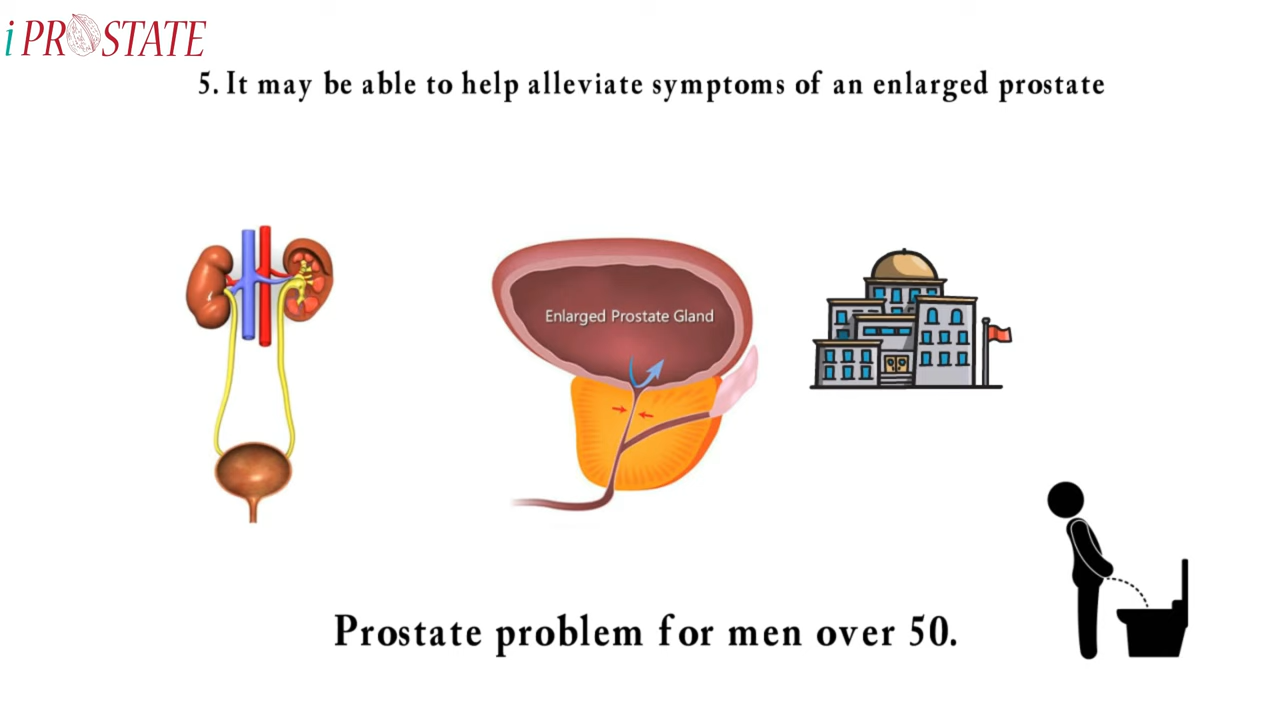 i PROSTATE
5. It may be able to help alleviate symptoms of an enlarged prostate
Enlarged Prostate Gland
Prostate problem for men over 50.